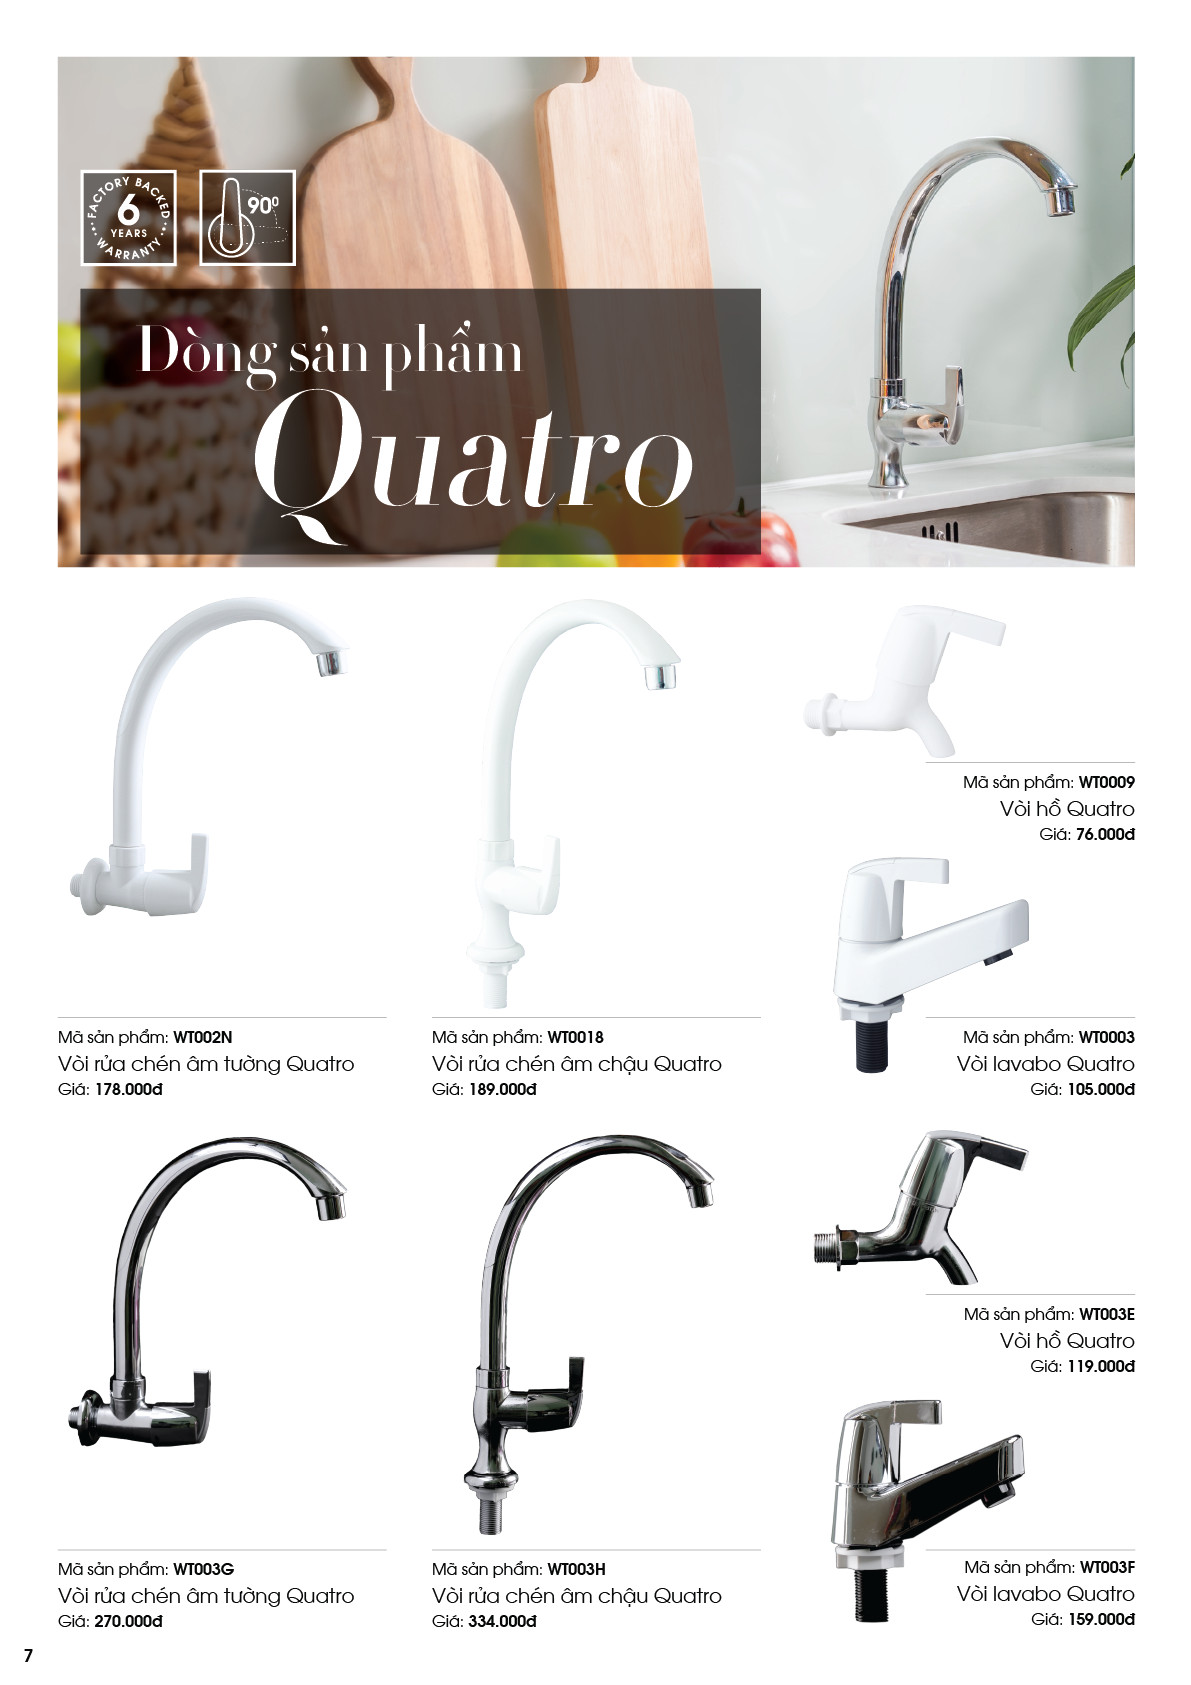 FACTORY BACKED
6
YEARS
WARRANTY
90⁰
Dòng sản phẩm
Quatro
Mã sản phẩm: WT0009
Vòi hồ Quatro
Giá: 76.000đ
Mã sản phẩm: WT002N
Vòi rửa chén âm tường Quatro
Giá: 178.000đ
Mã sản phẩm: WT0018
Vòi rửa chén âm chậu Quatro
Giá: 189.000đ
Mã sản phẩm: WT0003
Vòi lavabo Quatro
Giá: 105.000đ
Mã sản phẩm: WT003E
Vòi hồ Quatro
Giá: 119.000đ
Mã sản phẩm: WT003G
Vòi rửa chén âm tường Quatro
Giá: 270.000đ
Mã sản phẩm: WT003H
Vòi rửa chén âm chậu Quatro
Giá: 334.000đ
Mã sản phẩm: WT003F
Vòi lavabo Quatro
Giá: 159.000đ
7